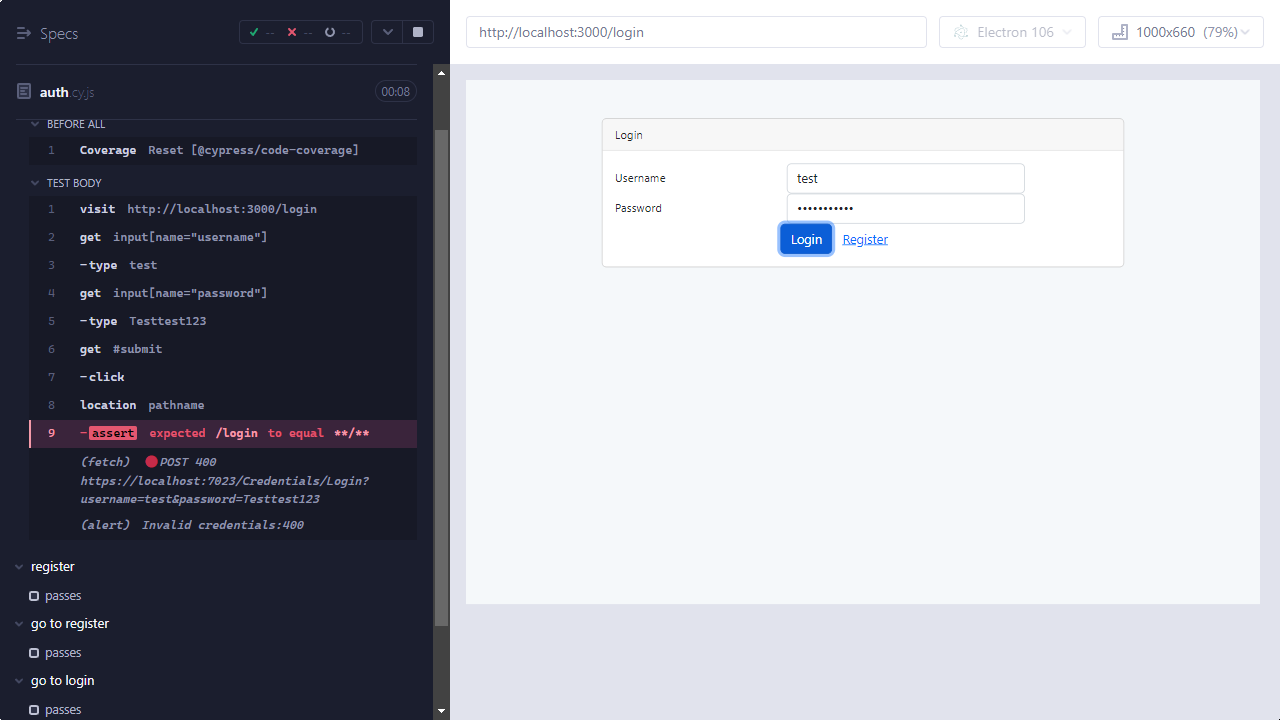 Specs
-- -- --
auth.cy.js
00:08
BEFORE ALL
1 Coverage Reset [@cypress/code-coverage]
TEST BODY
1 visit http://localhost:3000/login
2 get input[name="username"]
3 -type test
4 get input[name="password"]
5 -type Testtest123
6 get #submit
7 -click
8 location pathname
9 -assert expected /login to equal **/**
(fetch) POST 400
https://localhost:7023/Credentials/Login?
username=test&password=Testtest123
(alert) Invalid credentials:400
register
passes
go to register
passes
go to login
passes
http://localhost:3000/login
Electron 106
1000x660 (79%)
Login
Username test
Password •••••••••••
Login Register